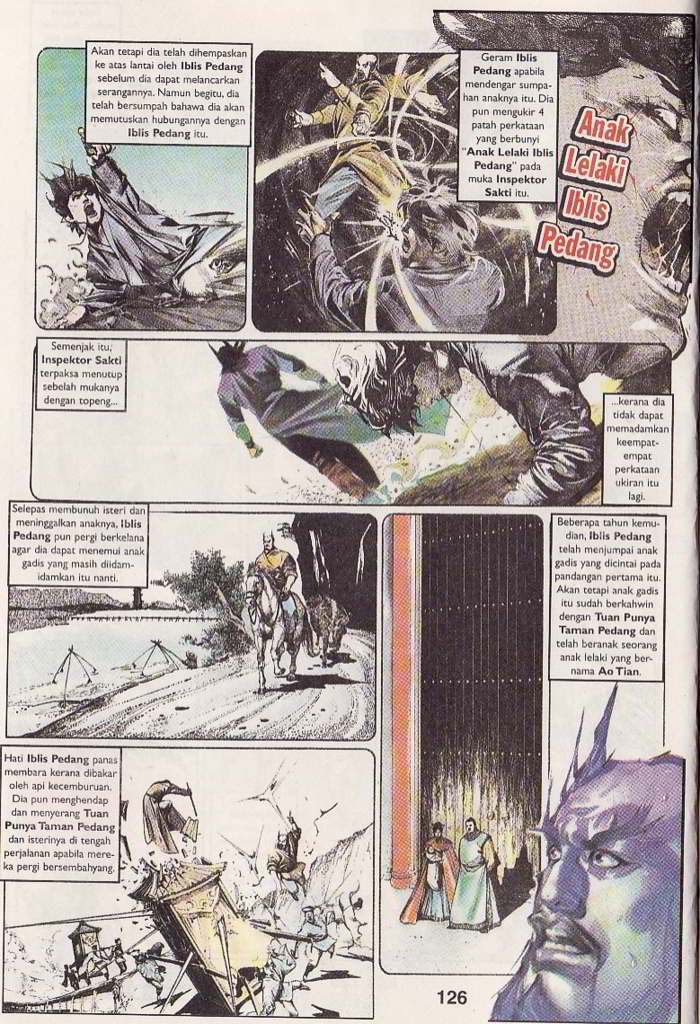 Akan tetapi dia telah dihempaskan
ke atas lantai oleh Iblis Pedang
sebelum dia dapat melancarkan
serangannya. Namun begitu, dia
telah bersumpah bahawa dia akan
memutuskan hubungannya dengan
Iblis Pedang itu.
Geram Iblis
Pedang apabila
mendengar sumpa-
han anaknya itu. Dia
pun mengukir 4
patah perkataan
yang berbunyi
"Anak Lelaki Iblis
Pedang" pada
muka Inspektor
Sakti itu.
Anak
Lelaki
Iblis
Pedang
Semenjak itu,
Inspektor Sakti
terpaksa menutup
sebelah mukanya
dengan topeng...
...kerana dia
tidak dapat
memadamkan
keempat-
empat
perkataan
ukiran itu
lagi.
Selepas membunuh isteri dan
meninggalkan anaknya, Iblis
Pedang pun pergi berkelana
agar dia dapat menemui anak
gadis yang masih diidam-
idamkan itu nanti.
Beberapa tahun kemu-
dian, Iblis Pedang
telah menjumpai anak
gadis yang dicintai pada
pandangan pertama itu.
Akan tetapi anak gadis
itu sudah berkahwin
dengan Tuan Punya
Taman Pedang dan
telah beranak seorang
anak lelaki yang ber-
nama Ao Tian.
Hati Iblis Pedang panas
membara kerana dibakar
oleh api kecemburuan.
Dia pun menghendap
dan menyerang Tuan
Punya Taman Pedang
dan isterinya di tengah
perjalanan apabila mere-
ka pergi bersembahyang.
126